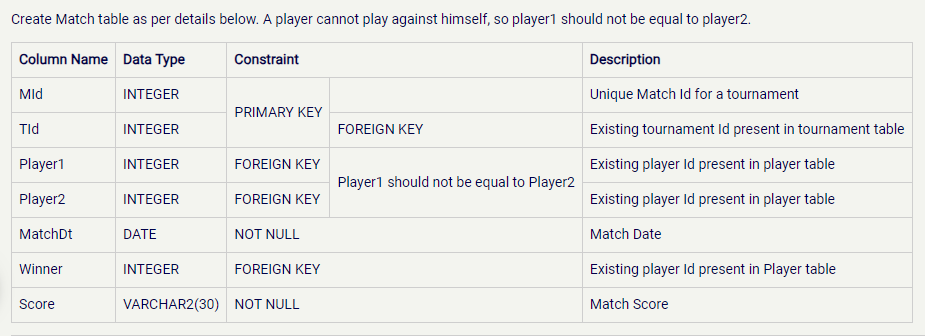 Create Match table as per details below. A player cannot play against himself, so player1 should not be equal to player2.
Column Name Data Type Constraint Description
MId INTEGER PRIMARY KEY Unique Match Id for a tournament
TId INTEGER FOREIGN KEY Existing tournament Id present in tournament table
Player1 INTEGER FOREIGN KEY Player1 should not be equal to Player2 Existing player Id present in player table
Player2 INTEGER FOREIGN KEY Existing player Id present in player table
MatchDt DATE NOT NULL Match Date
Winner INTEGER FOREIGN KEY Existing player Id present in Player table
Score VARCHAR2(30) NOT NULL Match Score